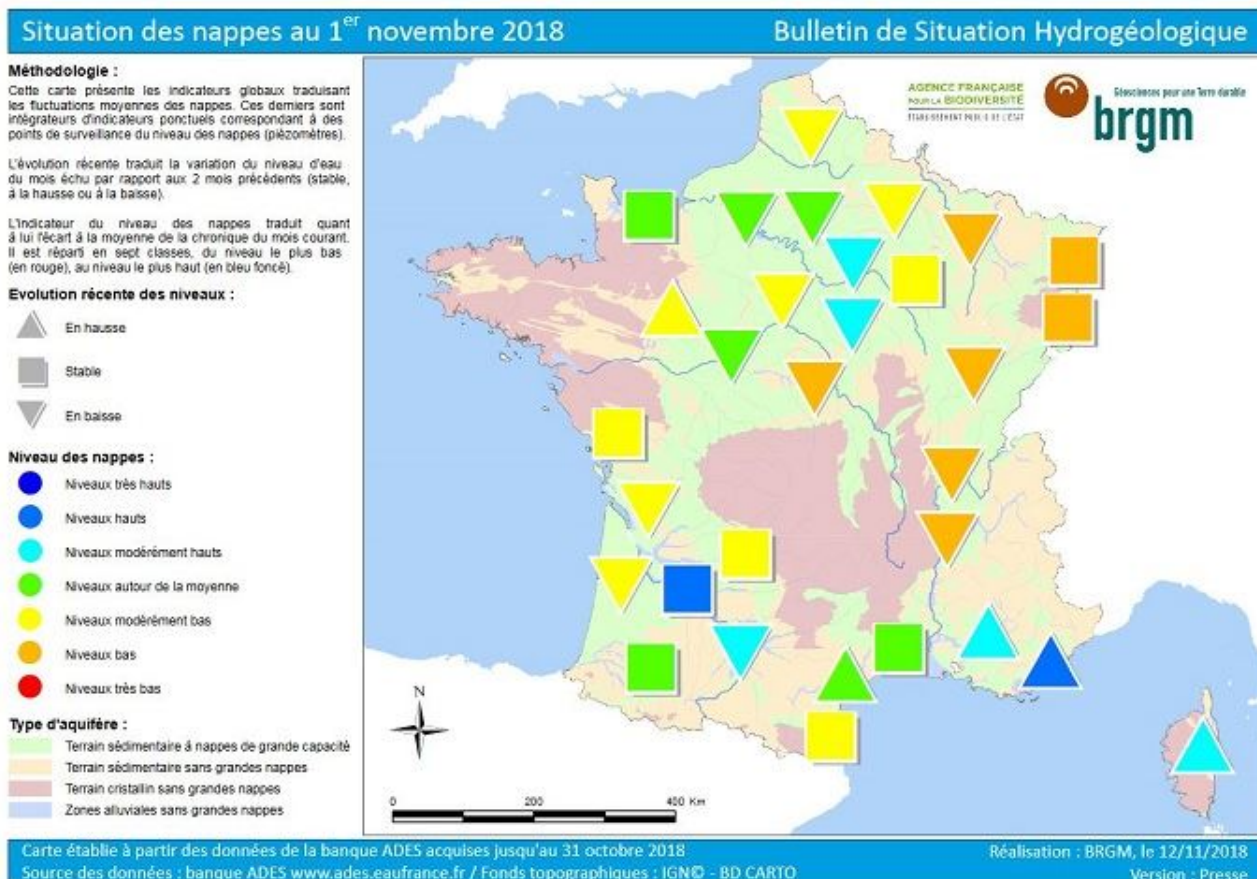 Situation des nappes au 1er novembre 2018
Bulletin de Situation Hydrogéologique
Méthodologie :
Cette carte présente les indicateurs globaux traduisant
les fluctuations moyennes des nappes. Ces derniers sont
intégrateurs d'indicateurs ponctuels correspondant à des
points de surveillance du niveau des nappes (piézomètres).
L'évolution récente traduit la variation du niveau d'eau
du mois échu par rapport aux 2 mois précédents (stable,
à la hausse ou à la baisse).
L'indicateur du niveau des nappes traduit quant
à lui l'écart à la moyenne de la chronique du mois courant.
Il est réparti en sept classes, du niveau le plus bas
(en rouge), au niveau le plus haut (en bleu foncé).
Evolution récente des niveaux :
En hausse
Stable
En baisse
Niveau des nappes :
Niveaux très hauts
Niveaux hauts
Niveaux modérément hauts
Niveaux autour de la moyenne
Niveaux modérément bas
Niveaux bas
Niveaux très bas
Type d'aquifère :
Terrain sédimentaire à nappes de grande capacité
Terrain sédimentaire sans grandes nappes
Terrain cristallin sans grandes nappes
Zones alluviales sans grandes nappes
AGENCE FRANÇAISE
POUR LA BIODIVERSITÉ
ÉTABLISSEMENT PUBLIC DE L'ÉTAT
Géosciences pour une Terre durable
brgm
N
0 200 400 Km
Carte établie à partir des données de la banque ADES acquises jusqu'au 31 octobre 2018
Source des données : banque ADES www.ades.eaufrance.fr / Fonds topographiques : IGN© - BD CARTO
Réalisation : BRGM, le 12/11/2018
Version : Presse